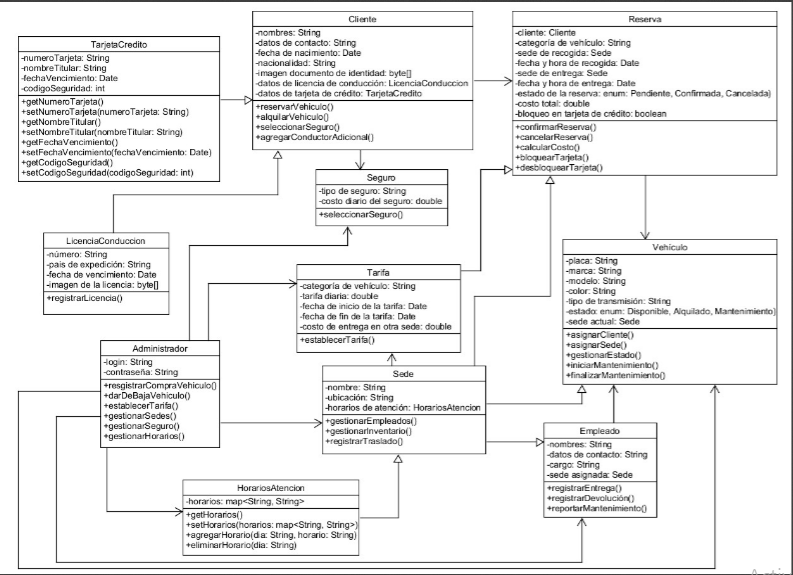 Cliente
-nombres: String
-datos de contacto: String
-fecha de nacimiento: Date
-nacionalidad: String
-imagen documento de identidad: byte[]
-datos de licencia de conducción: LicenciaConduccion
-datos de tarjeta de crédito: TarjetaCredito
+reservarVehiculo()
+alquilarVehiculo()
+seleccionarSeguro()
+agregarConductorAdicional()
Reserva
-cliente: Cliente
-categoría de vehículo: String
-sede de recogida: Sede
-fecha y hora de recogida: Date
-sede de entrega: Sede
-fecha y hora de entrega: Date
-estado de la reserva: enum: Pendiente, Confirmada, Cancelada)
-costo total: double
-bloqueo en tarjeta de crédito: boolean
+confirmarReserva()
+cancelarReserva()
+calcularCosto()
+bloquearTarjeta()
+desbloquearTarjeta()
TarjetaCredito
-numeroTarjeta: String
-nombreTitular: String
-fechaVencimiento: Date
-codigoSeguridad: int
+getNumeroTarjeta()
+setNumeroTarjeta(numeroTarjeta: String)
+getNombreTitular()
+setNombreTitular(nombreTitular: String)
+getFechaVencimiento()
+setFechaVencimiento(fechaVencimiento: Date)
+getCodigoSeguridad()
+setCodigoSeguridad(codigoSeguridad: int)
Seguro
-tipo de seguro: String
-costo diario del seguro: double
+seleccionarSeguro()
LicenciaConduccion
-número: String
-pais de expedición: String
-fecha de vencimiento: Date
-imagen de la licencia: byte[]
+registrarLicencia()
Tarifa
-categoría de vehículo: String
-tarifa diaria: double
-fecha de inicio de la tarifa: Date
-fecha de fin de la tarifa: Date
-costo de entrega en otra sede: double
+establecerTarifa()
Vehículo
-placa: String
-marca: String
-modelo: String
-color: String
-tipo de transmisión: String
-estado: enum: Disponible, Alquilado, Mantenimiento)
-sede actual: Sede
+asignarCliente()
+asignarSede()
+gestionarEstado()
+iniciarMantenimiento()
+finalizarMantenimiento()
Administrador
-login: String
-contraseña: String
+resgistrarCompraVehiculo()
+darDeBajaVehiculo()
+establecerTarifa()
+gestionarSedes()
+gestionarSeguro()
+gestionarHorarios()
Sede
-nombre: String
-ubicación: String
-horarios de atención: HorariosAtencion
+gestionarEmpleados()
+gestionarInventario()
+registrarTraslado()
Empleado
-nombres: String
-datos de contacto: String
-cargo: String
-sede asignada: Sede
+registrarEntrega()
+registrarDevolución()
+reportarMantenimiento()
HorariosAtencion
-horarios: map<String, String>
+getHorarios()
+setHorarios(horarios: map<String, String>)
+agregarHorario(dia: String, horario: String)
+eliminarHorario(dia: String)